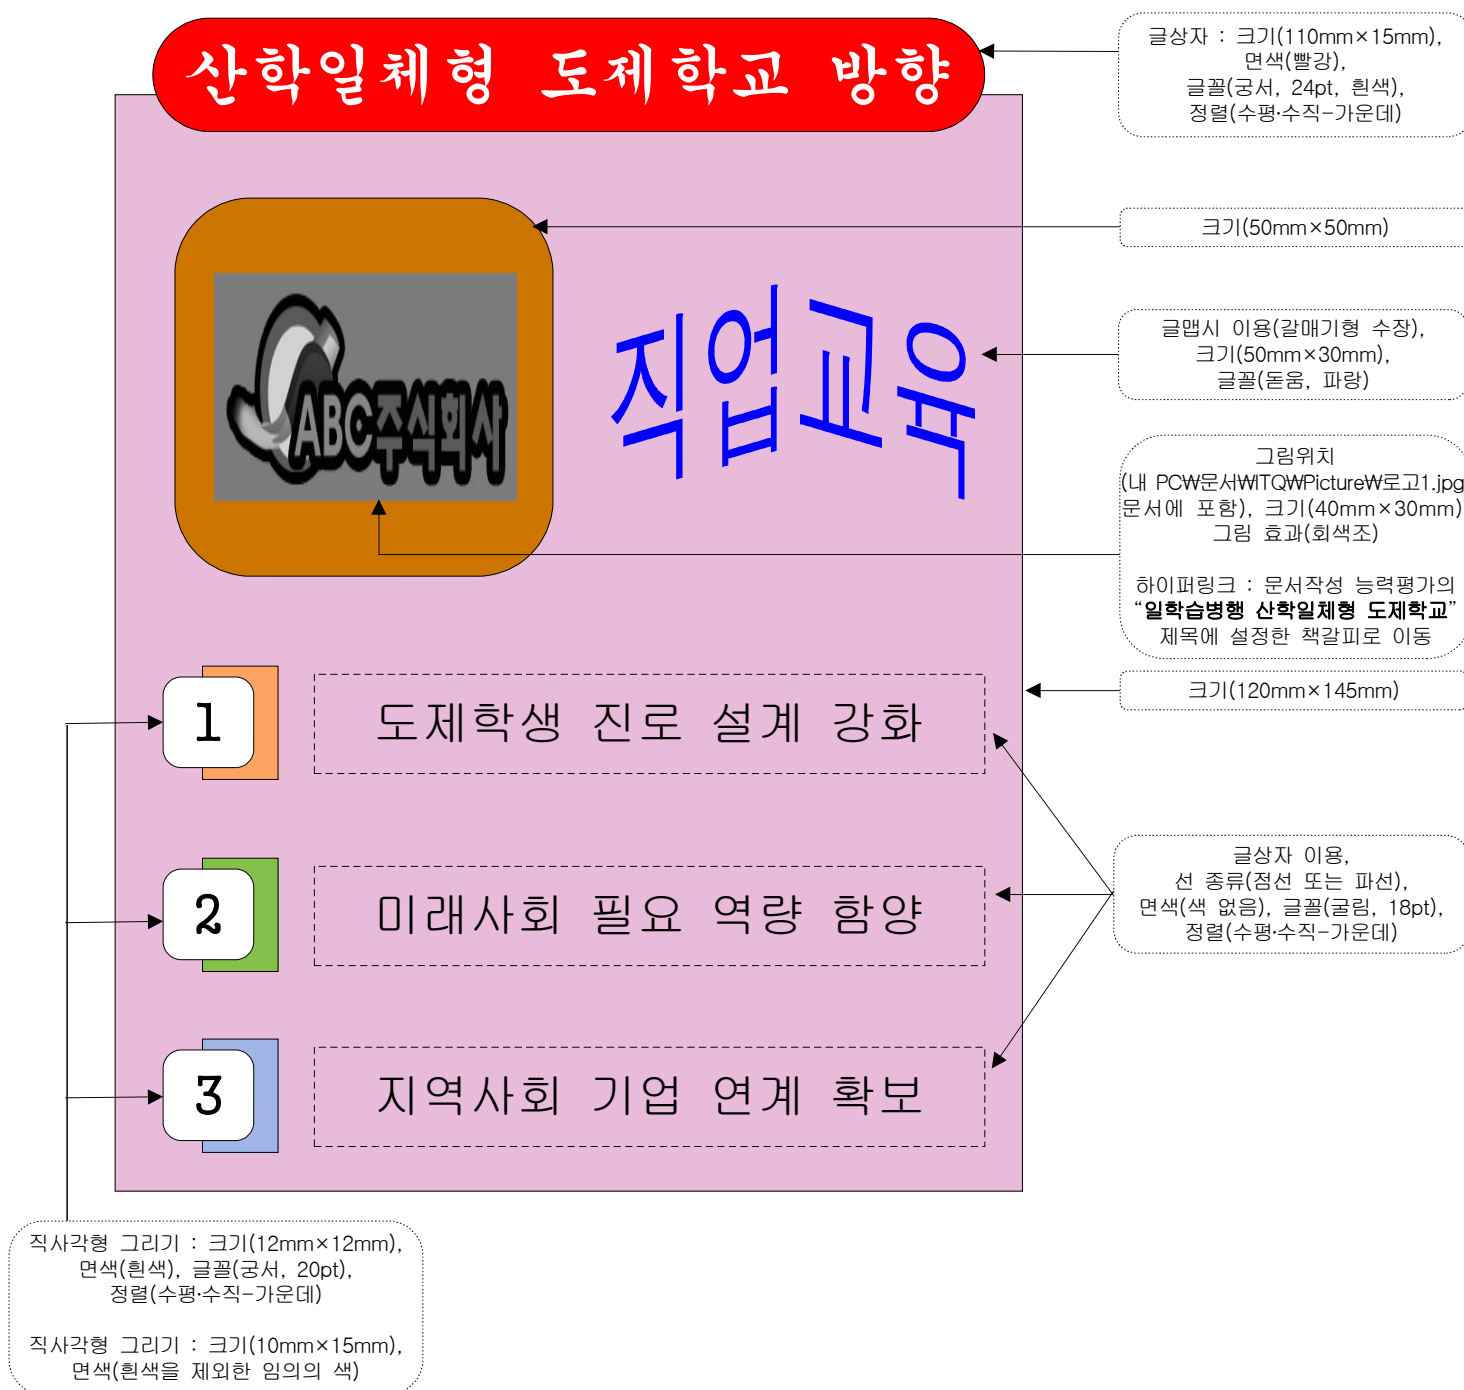 산학일체형 도제학교 방향
글상자 : 크기(110mm×15mm),
면색(빨강),
글꼴(궁서, 24pt, 흰색),
정렬(수평·수직-가운데)
크기(50mm×50mm)
ABC주식회사
직업교육
글맵시 이용(갈매기형 수장),
크기(50mm×30mm),
글꼴(돋움, 파랑)
그림위치
(내 PC₩문서₩ITQ₩Picture₩로고1.jpg
문서에 포함), 크기(40mm×30mm)
그림 효과(회색조)
하이퍼링크 : 문서작성 능력평가의
“일학습병행 산학일체형 도제학교”
제목에 설정한 책갈피로 이동
크기(120mm×145mm)
1
도제학생 진로 설계 강화
2
미래사회 필요 역량 함양
글상자 이용,
선 종류(점선 또는 파선),
면색(색 없음), 글꼴(굴림, 18pt),
정렬(수평·수직-가운데)
3
지역사회 기업 연계 확보
직사각형 그리기 : 크기(12mm×12mm),
면색(흰색), 글꼴(궁서, 20pt),
정렬(수평·수직-가운데)
직사각형 그리기 : 크기(10mm×15mm),
면색(흰색을 제외한 임의의 색)